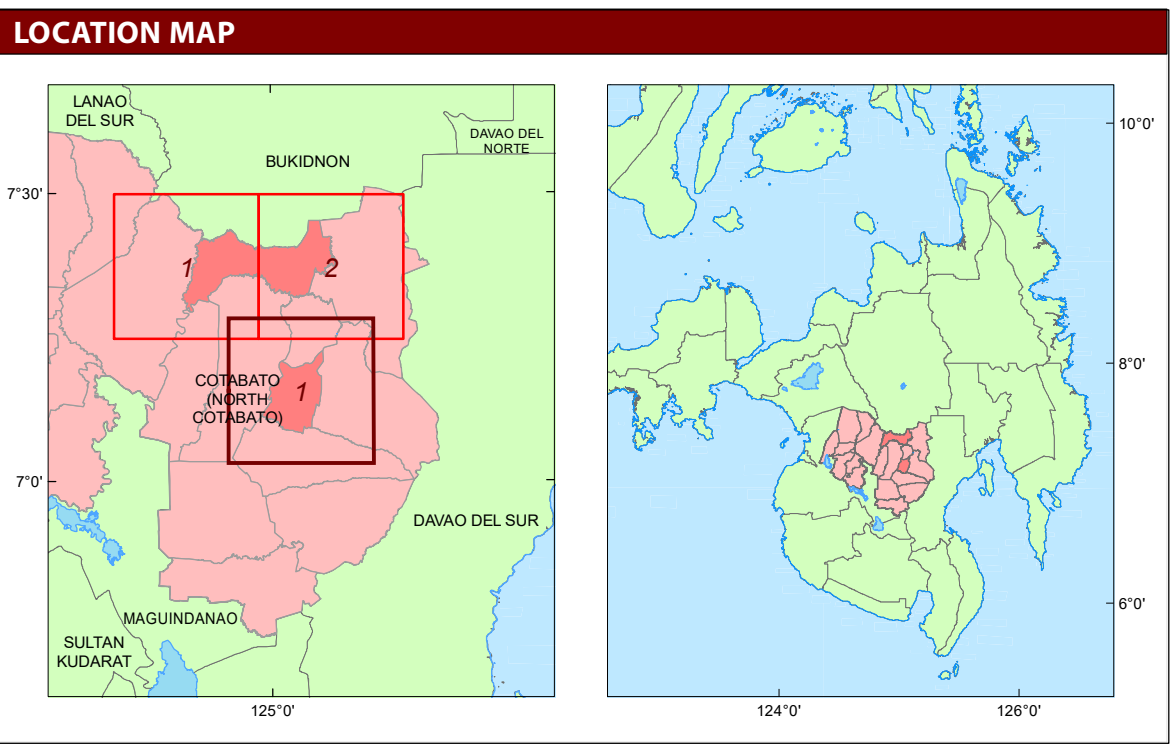 LOCATION MAP
LANAO
DEL SUR
DAVAO DEL
NORTE
BUKIDNON
7°30'
1
2
1
COTABATO
(NORTH
COTABATO)
7°0'
DAVAO DEL SUR
MAGUINDANAO
SULTAN
KUDARAT
125°0'
10°0'
8°0'
6°0'
124°0'
126°0'